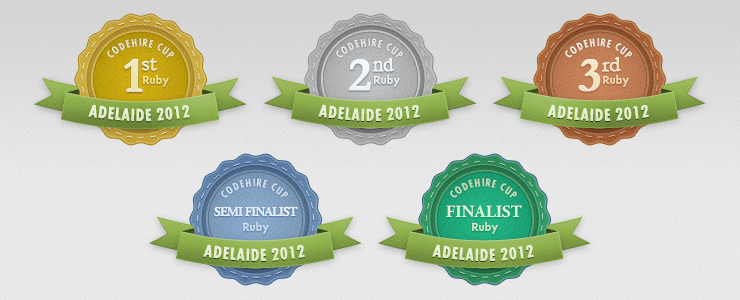 CODEHIRE CUP
1st
Ruby
ADELAIDE 2012
CODEHIRE CUP
2nd
Ruby
ADELAIDE 2012
CODEHIRE CUP
3rd
Ruby
ADELAIDE 2012
CODEHIRE CUP
SEMI FINALIST
Ruby
ADELAIDE 2012
CODEHIRE CUP
FINALIST
Ruby
ADELAIDE 2012